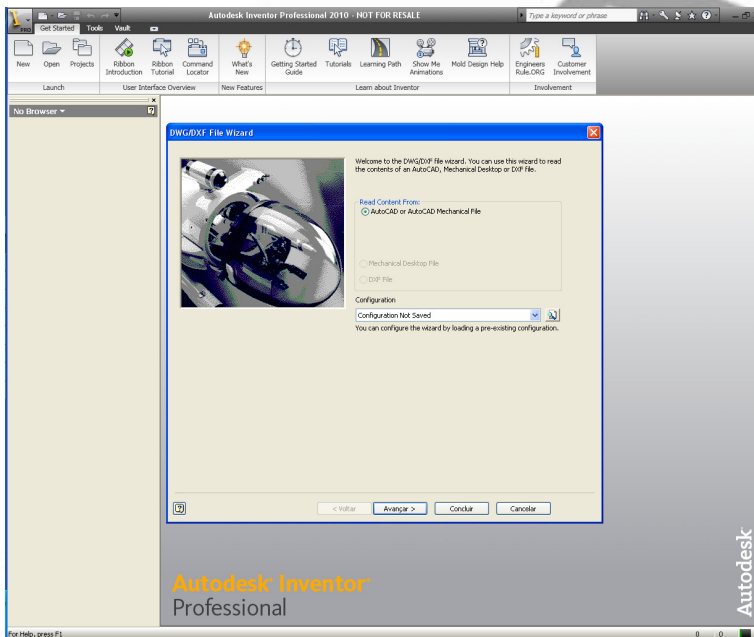 Autodesk Inventor Professional 2010 - NOT FOR RESALE
Type a keyword or phrase
PRO
Get Started Tools Vault
New Open Projects Ribbon Introduction Ribbon Tutorial Command Locator What's New Getting Started Guide Tutorials Learning Path Show Me Animations Mold Design Help Engineers Rule.ORG Customer Involvement
Launch User Interface Overview New Features Learn about Inventor Involvement
No Browser
DWG/DXF File Wizard
Welcome to the DWG/DXF file wizard. You can use this wizard to read
the contents of an AutoCAD, Mechanical Desktop or DXF file.
Read Content From:
AutoCAD or AutoCAD Mechanical File
Mechanical Desktop File
DXF File
Configuration
Configuration Not Saved
You can configure the wizard by loading a pre-existing configuration.
< Voltar Avançar > Concluir Cancelar
Autodesk Inventor
Professional
Autodesk
For Help, press F1
0 0